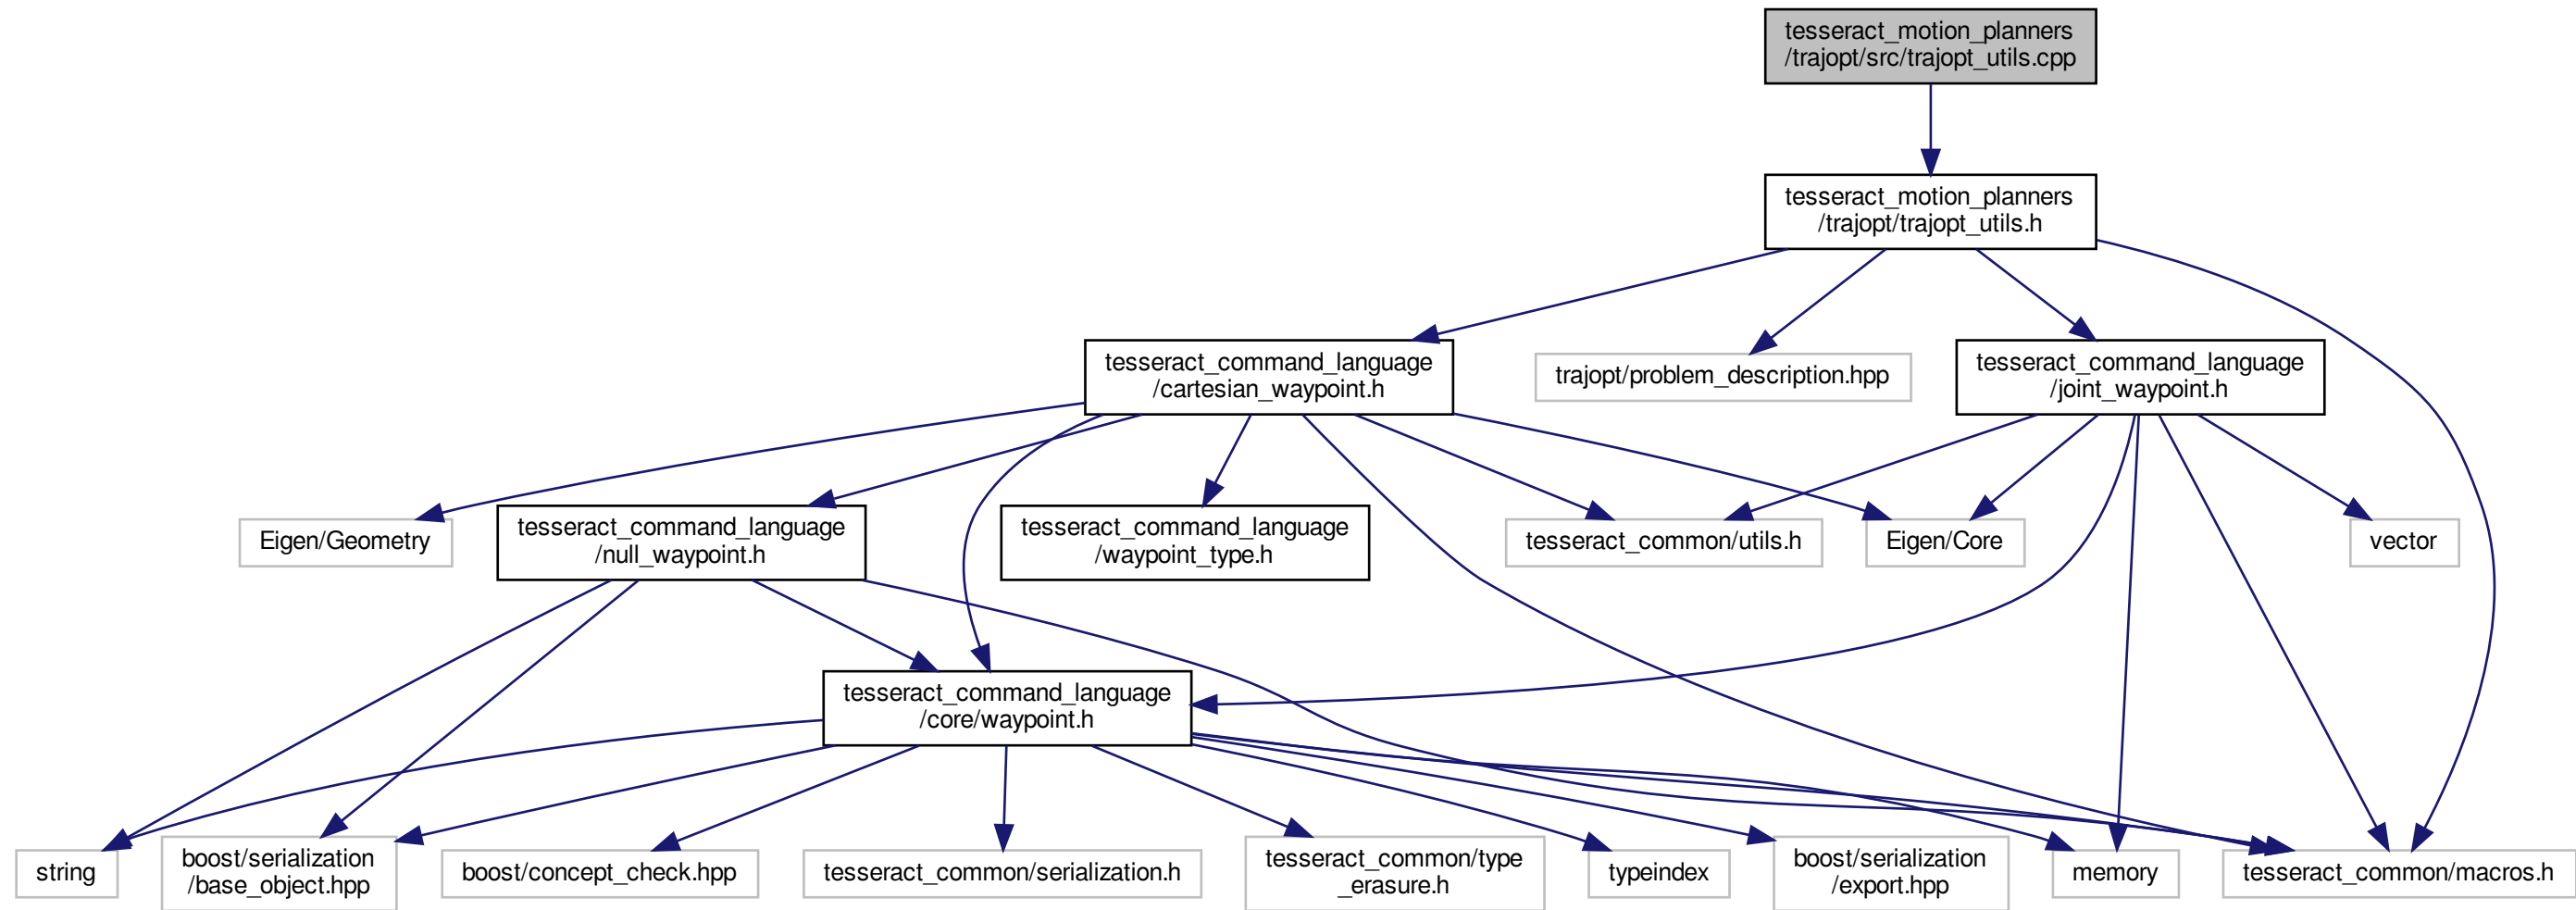 tesseract_motion_planners
/trajopt/src/trajopt_utils.cpp
tesseract_motion_planners
/trajopt/trajopt_utils.h
tesseract_command_language
/cartesian_waypoint.h
trajopt/problem_description.hpp
tesseract_command_language
/joint_waypoint.h
Eigen/Geometry
tesseract_command_language
/null_waypoint.h
tesseract_command_language
/waypoint_type.h
tesseract_common/utils.h
Eigen/Core
vector
tesseract_command_language
/core/waypoint.h
string
boost/serialization
/base_object.hpp
boost/concept_check.hpp
tesseract_common/serialization.h
tesseract_common/type
_erasure.h
typeindex
boost/serialization
/export.hpp
memory
tesseract_common/macros.h